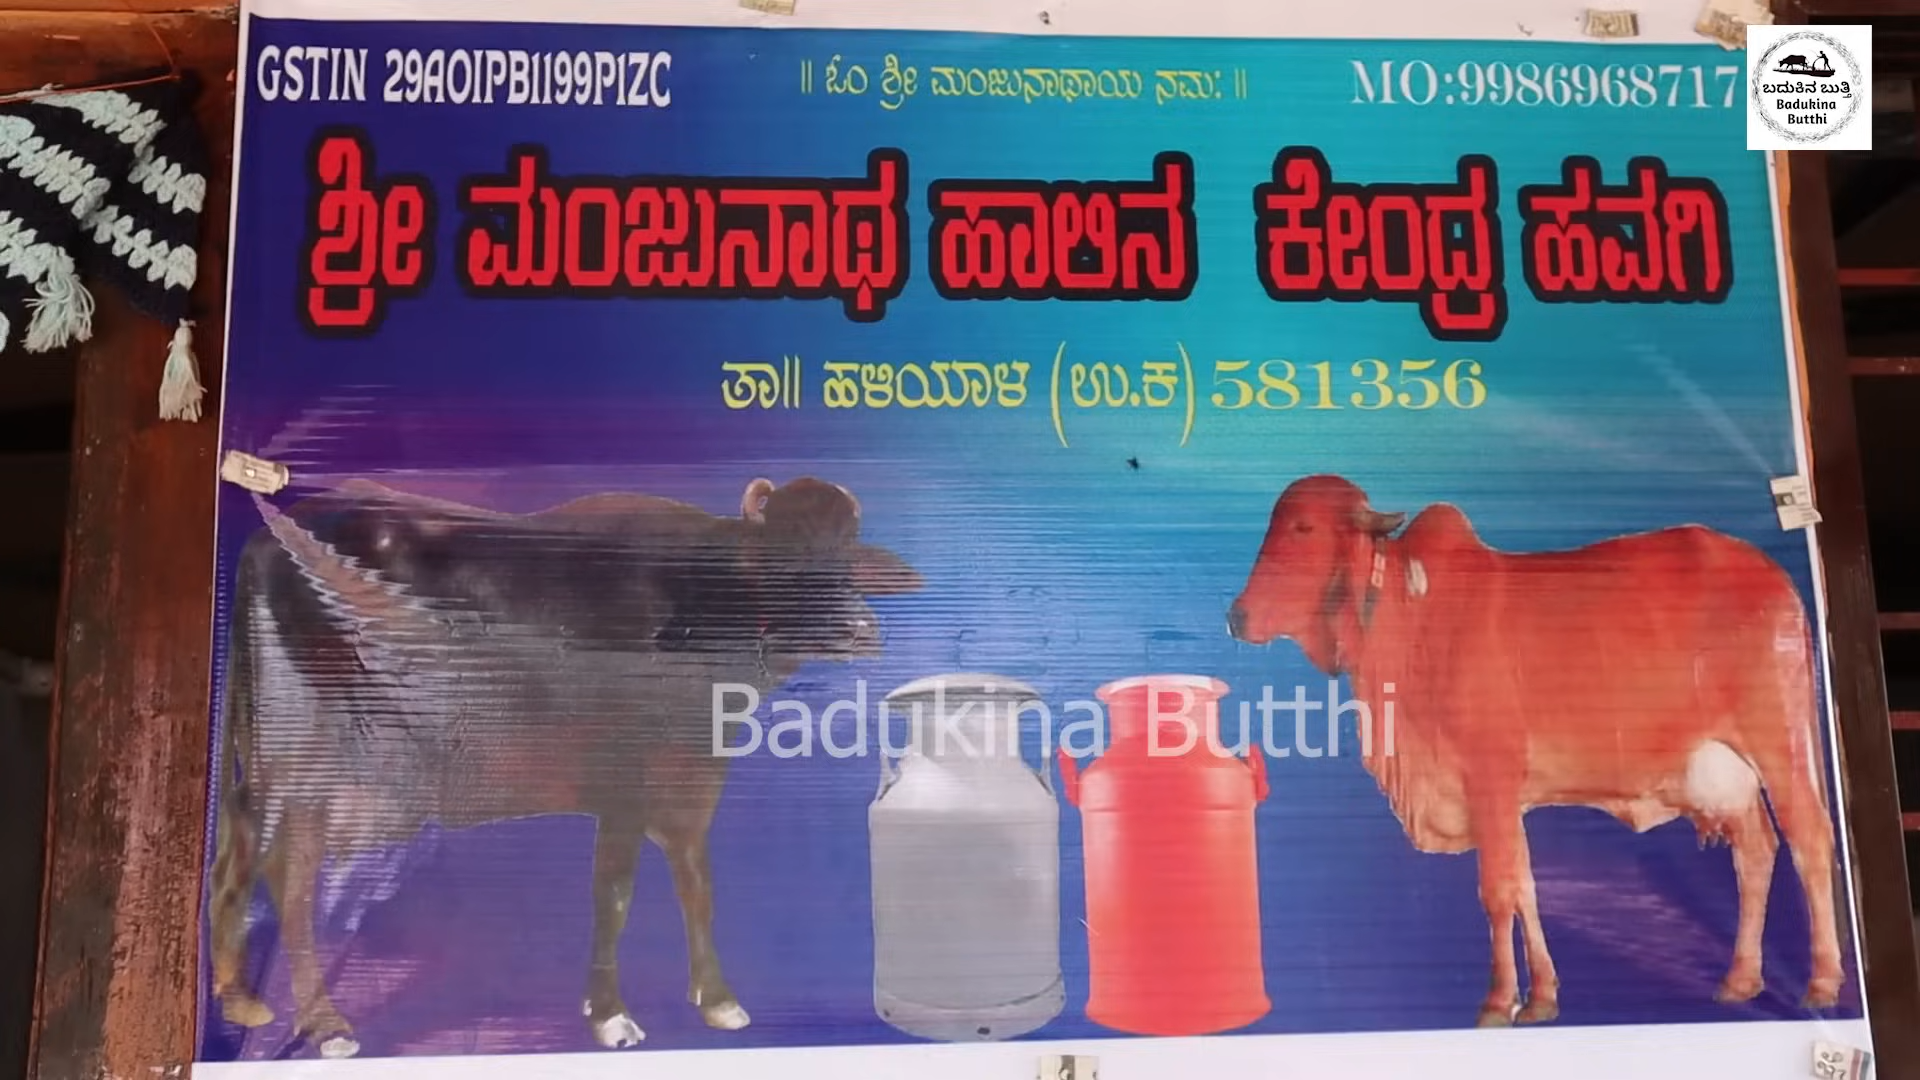 GSTIN 29AOIPB1199P1ZC
॥ ಓಂ ಶ್ರೀ ಮಂಜುನಾಥಾಯ ನಮಃ ॥
MO:9986968717
ಬದುಕಿನ ಬುತ್ತಿ
Badukina
Butthi
ಶ್ರೀ ಮಂಜುನಾಥ ಹಾಲಿನ ಕೇಂದ್ರ ಹವಗಿ
ತಾ॥ ಹಳಿಯಾಳ (ಉ.ಕ) 581356
Badukina Butthi